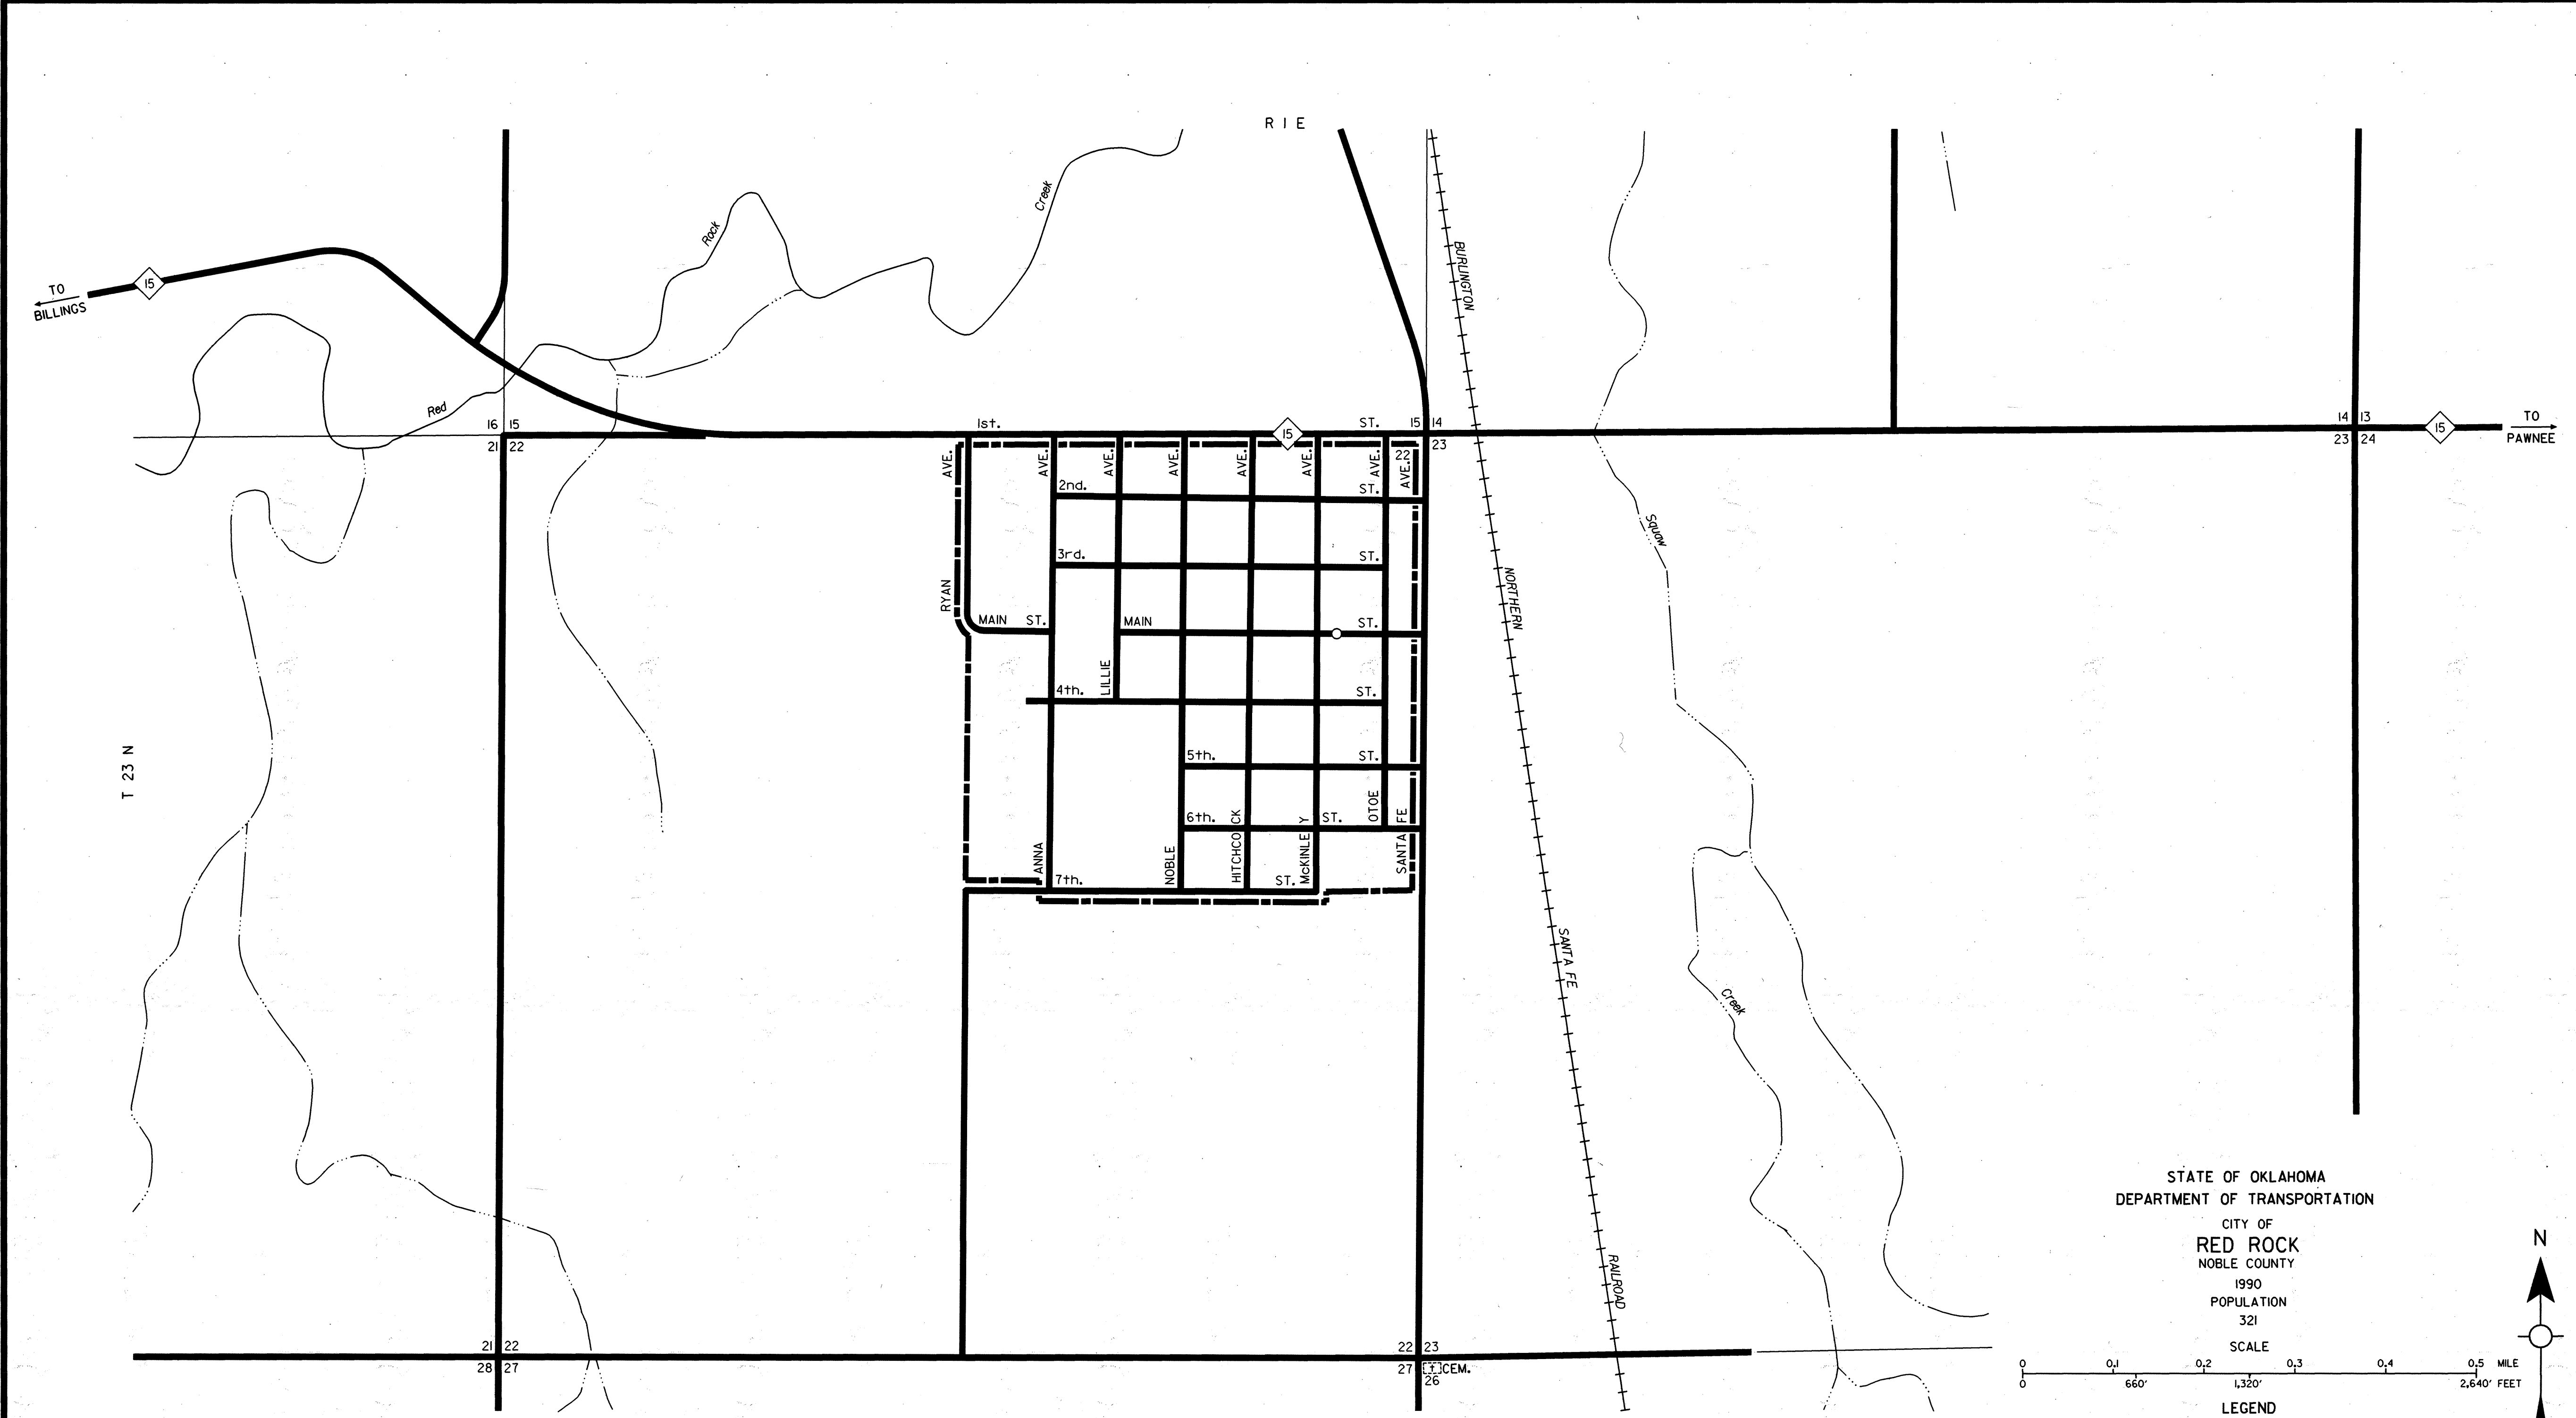 R I E
Rock
Creek
BURLINGTON
15
TO
BILLINGS
Red
16 15
21 22
1st.
15
ST.
15 14
22
23
14 13
23 24
15
TO
PAWNEE
AVE.
AVE.
AVE.
AVE.
AVE.
AVE.
AVE.
AVE.
2nd.
ST.
Squaw
3rd.
ST.
RYAN
NORTHERN
MAIN ST.
MAIN
ST.
LILLIE
4th.
ST.
T 23 N
5th.
ST.
6th.
ST.
ANNA
NOBLE
HITCHCOCK
McKINLEY
OTOE
SANTA FE
7th.
ST.
SANTA FE
Creek
RAILROAD
21 22
28 27
22 23
27
26
CEM.
STATE OF OKLAHOMA
DEPARTMENT OF TRANSPORTATION
CITY OF
RED ROCK
NOBLE COUNTY
1990
POPULATION
321
SCALE
0 0.1 0.2 0.3 0.4 0.5 MILE
0 660' 1,320' 2,640' FEET
LEGEND
N